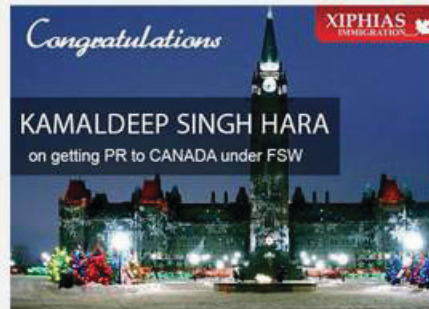 Congratulations
XIPHIAS
IMMIGRATION
KAMALDEEP SINGH HARA
on getting PR to CANADA under FSW